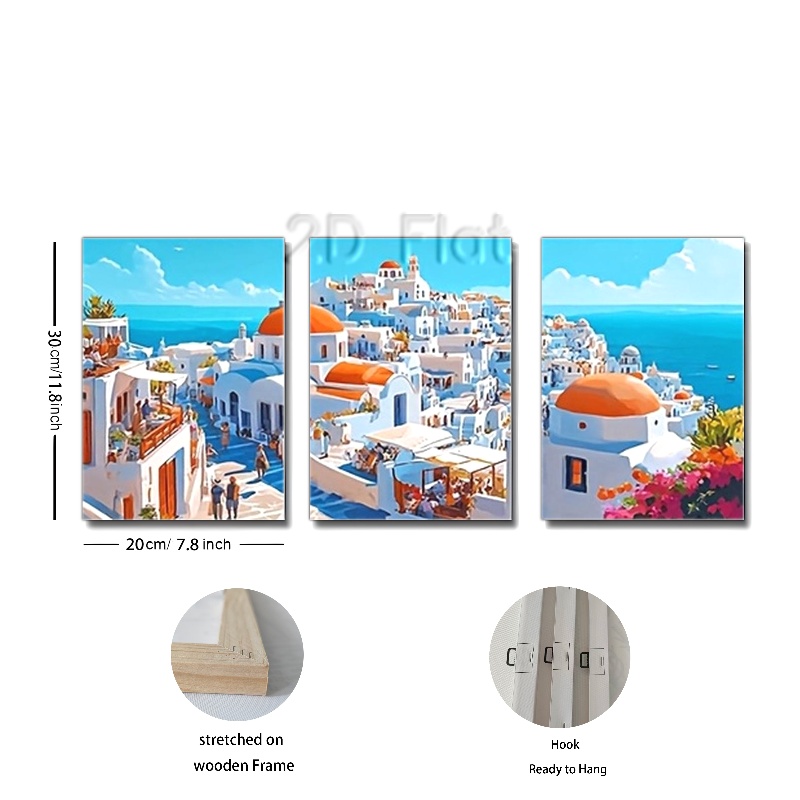 2D Flat
30cm/11.8inch
20cm/ 7.8 inch
stretched on
wooden Frame
Hook
Ready to Hang